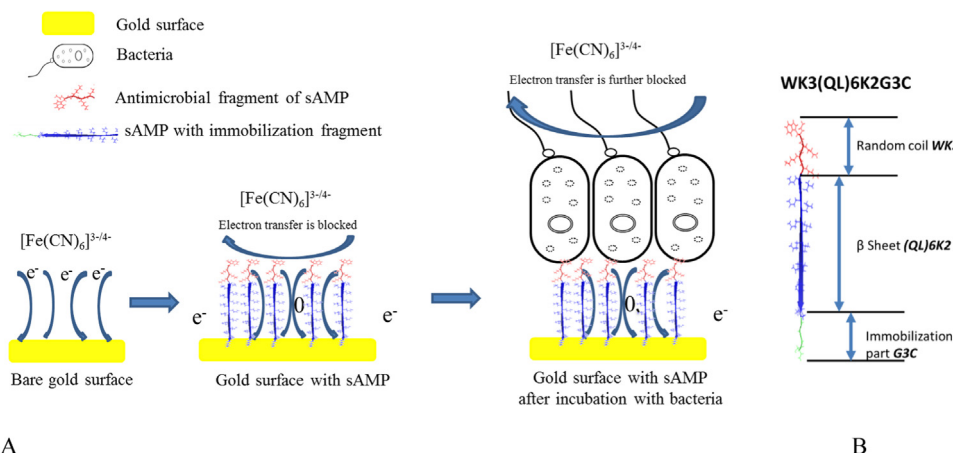 Gold surface
Bacteria
Antimicrobial fragment of sAMP
sAMP with immobilization fragment
[Fe(CN)6]3-/4-
e- e- e- e-
Bare gold surface
[Fe(CN)6]3-/4-
Electron transfer is blocked
e- 0 e-
Gold surface with sAMP
[Fe(CN)6]3-/4-
Electron transfer is further blocked
0, e-
Gold surface with sAMP
after incubation with bacteria
WK3(QL)6K2G3C
Random coil WK
β Sheet (QL)6K2
Immobilization
part G3C
A
B